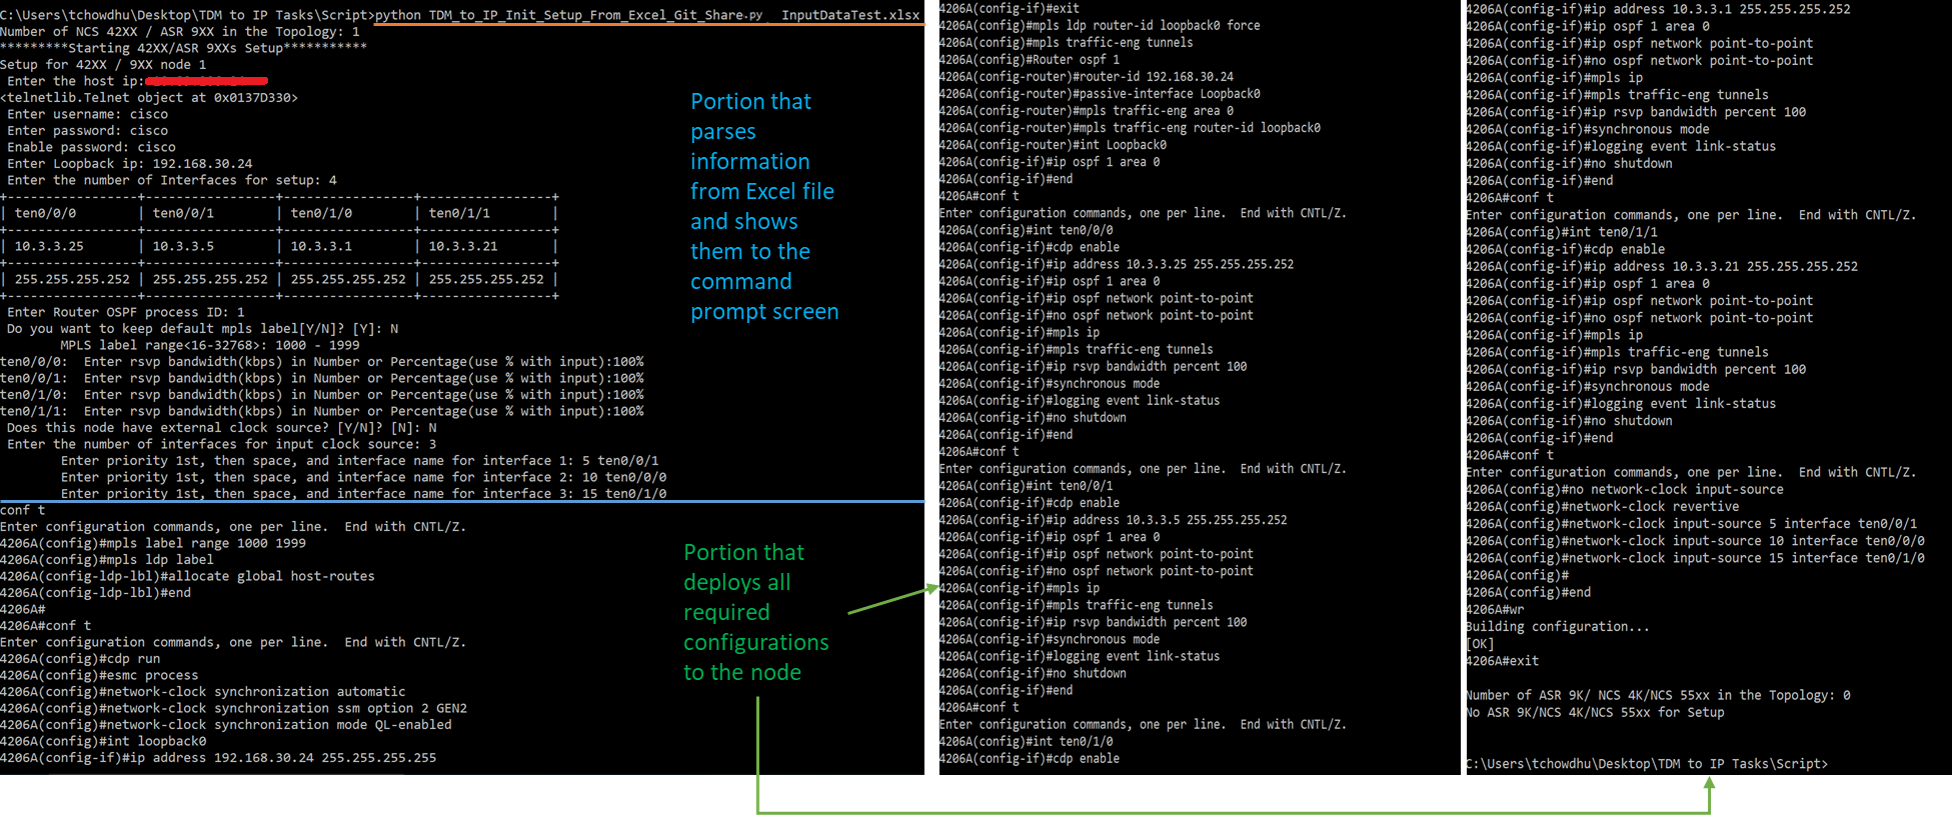 C:\Users\tchowdhu\Desktop\TDM to IP Tasks\Script>python TDM_to_IP_Init_Setup_From_Excel_Git_Share.py   InputDataTest.xlsx
Number of NCS 42XX / ASR 9XX in the Topology: 1
*********Starting 42XX/ASR 9XXs Setup***********
Setup for 42XX / 9XX node 1
Enter the host ip:
<telnetlib.Telnet object at 0x0137D330>
Enter username: cisco
Enter password: cisco
Enable password: cisco
Enter Loopback ip: 192.168.30.24
Enter the number of Interfaces for setup: 4
+----------------+----------------+----------------+----------------+
| ten0/0/0 | ten0/0/1 | ten0/1/0 | ten0/1/1 |
+----------------+----------------+----------------+----------------+
| 10.3.3.25 | 10.3.3.5 | 10.3.3.1 | 10.3.3.21 |
+----------------+----------------+----------------+----------------+
| 255.255.255.252 | 255.255.255.252 | 255.255.255.252 | 255.255.255.252 |
+----------------+----------------+----------------+----------------+
Enter Router OSPF process ID: 1
Do you want to keep default mpls label[Y/N]? [Y]: N
MPLS label range<16-32768>: 1000 - 1999
ten0/0/0:  Enter rsvp bandwidth(kbps) in Number or Percentage(use % with input):100%
ten0/0/1:  Enter rsvp bandwidth(kbps) in Number or Percentage(use % with input):100%
ten0/1/0:  Enter rsvp bandwidth(kbps) in Number or Percentage(use % with input):100%
ten0/1/1:  Enter rsvp bandwidth(kbps) in Number or Percentage(use % with input):100%
Does this node have external clock source? [Y/N]? [N]: N
Enter the number of interfaces for input clock source: 3
Enter priority 1st, then space, and interface name for interface 1: 5 ten0/0/1
Enter priority 1st, then space, and interface name for interface 2: 10 ten0/0/0
Enter priority 1st, then space, and interface name for interface 3: 15 ten0/1/0
Portion that
parses
information
from Excel file
and shows
them to the
command
prompt screen
conf t
Enter configuration commands, one per line.  End with CNTL/Z.
4206A(config)#mpls label range 1000 1999
4206A(config)#mpls ldp label
4206A(config-ldp-lbl)#allocate global host-routes
4206A(config-ldp-lbl)#end
4206A#
4206A#conf t
Enter configuration commands, one per line.  End with CNTL/Z.
4206A(config)#cdp run
4206A(config)#esmc process
4206A(config)#network-clock synchronization automatic
4206A(config)#network-clock synchronization ssm option 2 GEN2
4206A(config)#network-clock synchronization mode QL-enabled
4206A(config)#int loopback0
4206A(config-if)#ip address 192.168.30.24 255.255.255.255
Portion that
deploys all
required
configurations
to the node
4206A(config-if)#exit
4206A(config)#mpls ldp router-id loopback0 force
4206A(config)#mpls traffic-eng tunnels
4206A(config)#Router ospf 1
4206A(config-router)#router-id 192.168.30.24
4206A(config-router)#passive-interface Loopback0
4206A(config-router)#mpls traffic-eng area 0
4206A(config-router)#mpls traffic-eng router-id loopback0
4206A(config-router)#int Loopback0
4206A(config-if)#ip ospf 1 area 0
4206A(config-if)#end
4206A#conf t
Enter configuration commands, one per line.  End with CNTL/Z.
4206A(config)#int ten0/0/0
4206A(config-if)#cdp enable
4206A(config-if)#ip address 10.3.3.25 255.255.255.252
4206A(config-if)#ip ospf 1 area 0
4206A(config-if)#ip ospf network point-to-point
4206A(config-if)#no ospf network point-to-point
4206A(config-if)#mpls ip
4206A(config-if)#mpls traffic-eng tunnels
4206A(config-if)#ip rsvp bandwidth percent 100
4206A(config-if)#synchronous mode
4206A(config-if)#logging event link-status
4206A(config-if)#no shutdown
4206A(config-if)#end
4206A#conf t
Enter configuration commands, one per line.  End with CNTL/Z.
4206A(config)#int ten0/0/1
4206A(config-if)#cdp enable
4206A(config-if)#ip address 10.3.3.5 255.255.255.252
4206A(config-if)#ip ospf 1 area 0
4206A(config-if)#ip ospf network point-to-point
4206A(config-if)#no ospf network point-to-point
4206A(config-if)#mpls ip
4206A(config-if)#mpls traffic-eng tunnels
4206A(config-if)#ip rsvp bandwidth percent 100
4206A(config-if)#synchronous mode
4206A(config-if)#logging event link-status
4206A(config-if)#no shutdown
4206A(config-if)#end
4206A#conf t
Enter configuration commands, one per line.  End with CNTL/Z.
4206A(config)#int ten0/1/0
4206A(config-if)#cdp enable
4206A(config-if)#ip address 10.3.3.1 255.255.255.252
4206A(config-if)#ip ospf 1 area 0
4206A(config-if)#ip ospf network point-to-point
4206A(config-if)#no ospf network point-to-point
4206A(config-if)#mpls ip
4206A(config-if)#mpls traffic-eng tunnels
4206A(config-if)#ip rsvp bandwidth percent 100
4206A(config-if)#synchronous mode
4206A(config-if)#logging event link-status
4206A(config-if)#no shutdown
4206A(config-if)#end
4206A#conf t
Enter configuration commands, one per line.  End with CNTL/Z.
4206A(config)#int ten0/1/1
4206A(config-if)#cdp enable
4206A(config-if)#ip address 10.3.3.21 255.255.255.252
4206A(config-if)#ip ospf 1 area 0
4206A(config-if)#ip ospf network point-to-point
4206A(config-if)#no ospf network point-to-point
4206A(config-if)#mpls ip
4206A(config-if)#mpls traffic-eng tunnels
4206A(config-if)#ip rsvp bandwidth percent 100
4206A(config-if)#synchronous mode
4206A(config-if)#logging event link-status
4206A(config-if)#no shutdown
4206A(config-if)#end
4206A#conf t
Enter configuration commands, one per line.  End with CNTL/Z.
4206A(config)#no network-clock input-source
4206A(config)#network-clock revertive
4206A(config)#network-clock input-source 5 interface ten0/0/1
4206A(config)#network-clock input-source 10 interface ten0/0/0
4206A(config)#network-clock input-source 15 interface ten0/1/0
4206A(config)#
4206A(config)#end
4206A#wr
Building configuration...
[OK]
4206A#exit
Number of ASR 9K/ NCS 4K/NCS 55xx in the Topology: 0
No ASR 9K/NCS 4K/NCS 55xx for Setup
C:\Users\tchowdhu\Desktop\TDM to IP Tasks\Script>